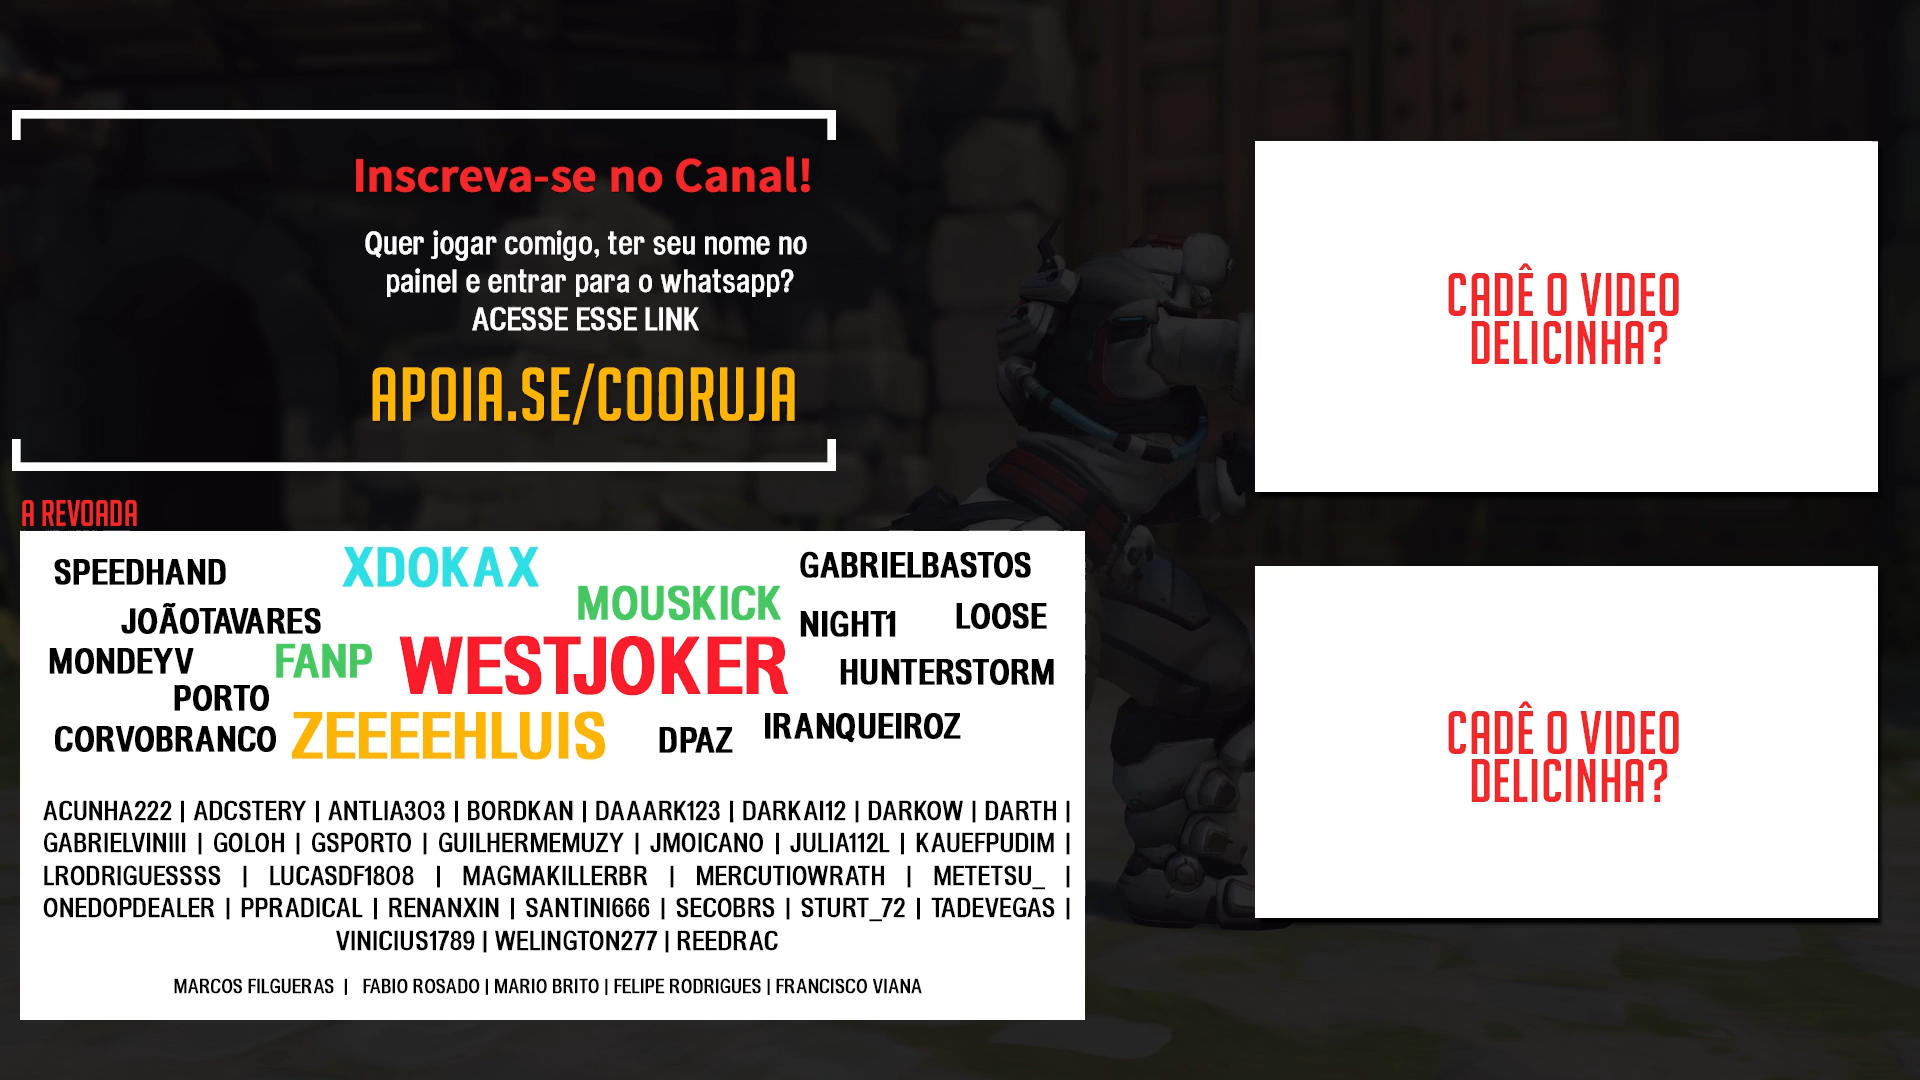 Inscreva-se no Canal!
Quer jogar comigo, ter seu nome no
painel e entrar para o whatsapp?
ACESSE ESSE LINK
APOIA.SE/COORUJA
CADÊ O VIDEO
DELICINHA?
A REVOADA
SPEEDHAND
XDOKAX
GABRIELBASTOS
MOUSKICK
JOÃOTAVARES
NIGHT1
LOOSE
MONDEYV
FANP
WESTJOKER
HUNTERSTORM
PORTO
CORVOBRANCO
ZEEEEHLUIS
DPAZ
IRANQUEIROZ
ACUNHA222 | ADCSTERY | ANTLIA303 | BORDKAN | DAAARK123 | DARKAI12 | DARKOW | DARTH |
GABRIELVINIII | GOLOH | GSPORTO | GUILHERMEMUZY | JMOICANO | JULIA112L | KAUEFPUDIM |
LRODRIGUESSSS | LUCASDF1808 | MAGMAKILLERBR | MERCUTIOWRATH | METETSU_ |
ONEDOPDEALER | PPRADICAL | RENANXIN | SANTINI666 | SECOBRS | STURT_72 | TADEVEGAS |
VINICIUS1789 | WELINGTON277 | REEDRAC
MARCOS FILGUERAS | FABIO ROSADO | MARIO BRITO | FELIPE RODRIGUES | FRANCISCO VIANA
CADÊ O VIDEO
DELICINHA?